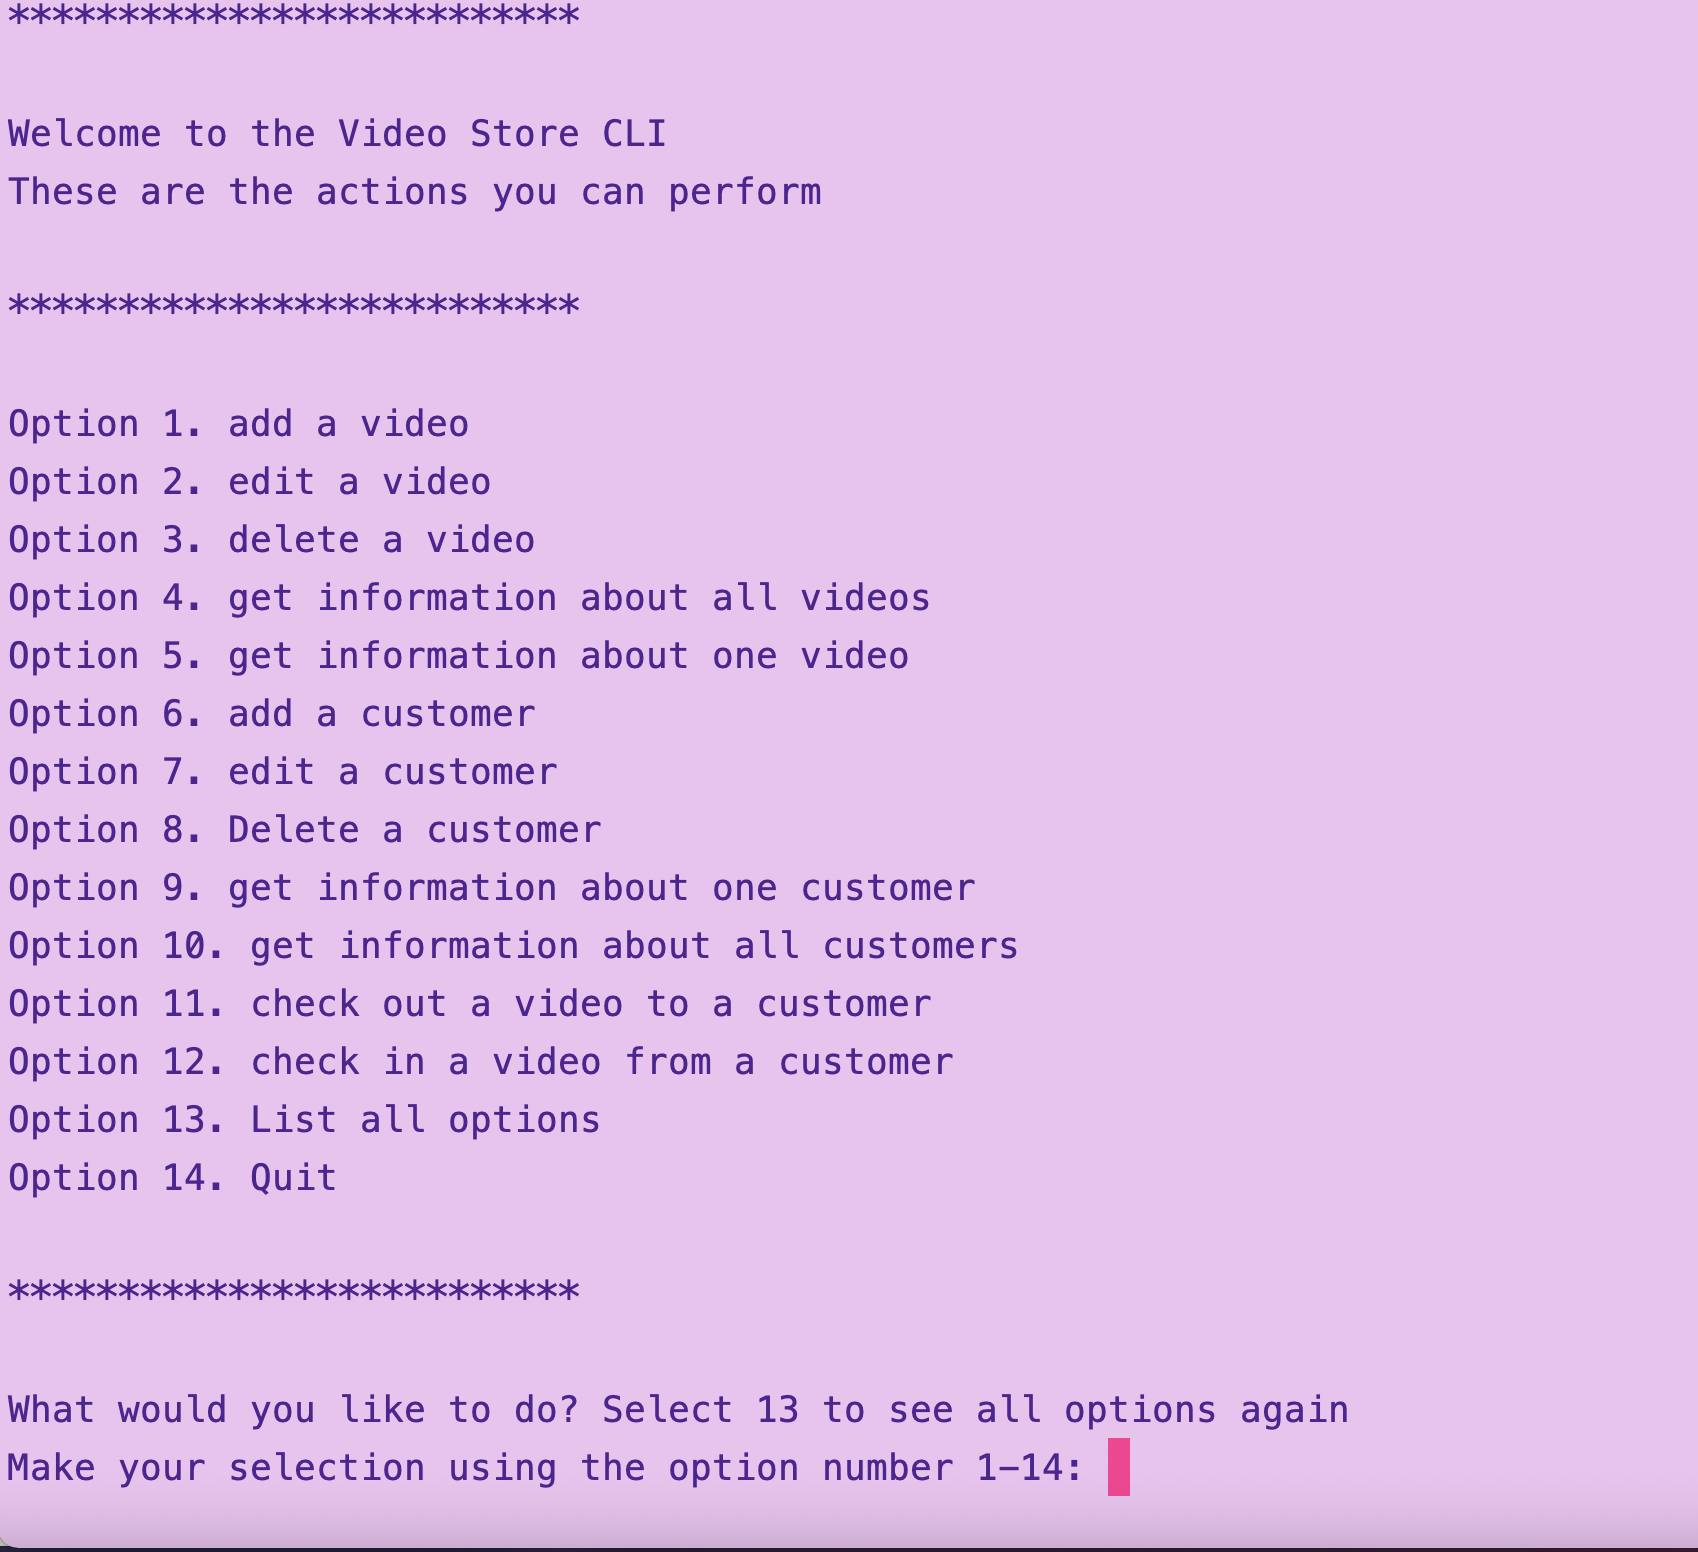 **************************
Welcome to the Video Store CLI
These are the actions you can perform
**************************
Option 1. add a video
Option 2. edit a video
Option 3. delete a video
Option 4. get information about all videos
Option 5. get information about one video
Option 6. add a customer
Option 7. edit a customer
Option 8. Delete a customer
Option 9. get information about one customer
Option 10. get information about all customers
Option 11. check out a video to a customer
Option 12. check in a video from a customer
Option 13. List all options
Option 14. Quit
**************************
What would you like to do? Select 13 to see all options again
Make your selection using the option number 1-14: